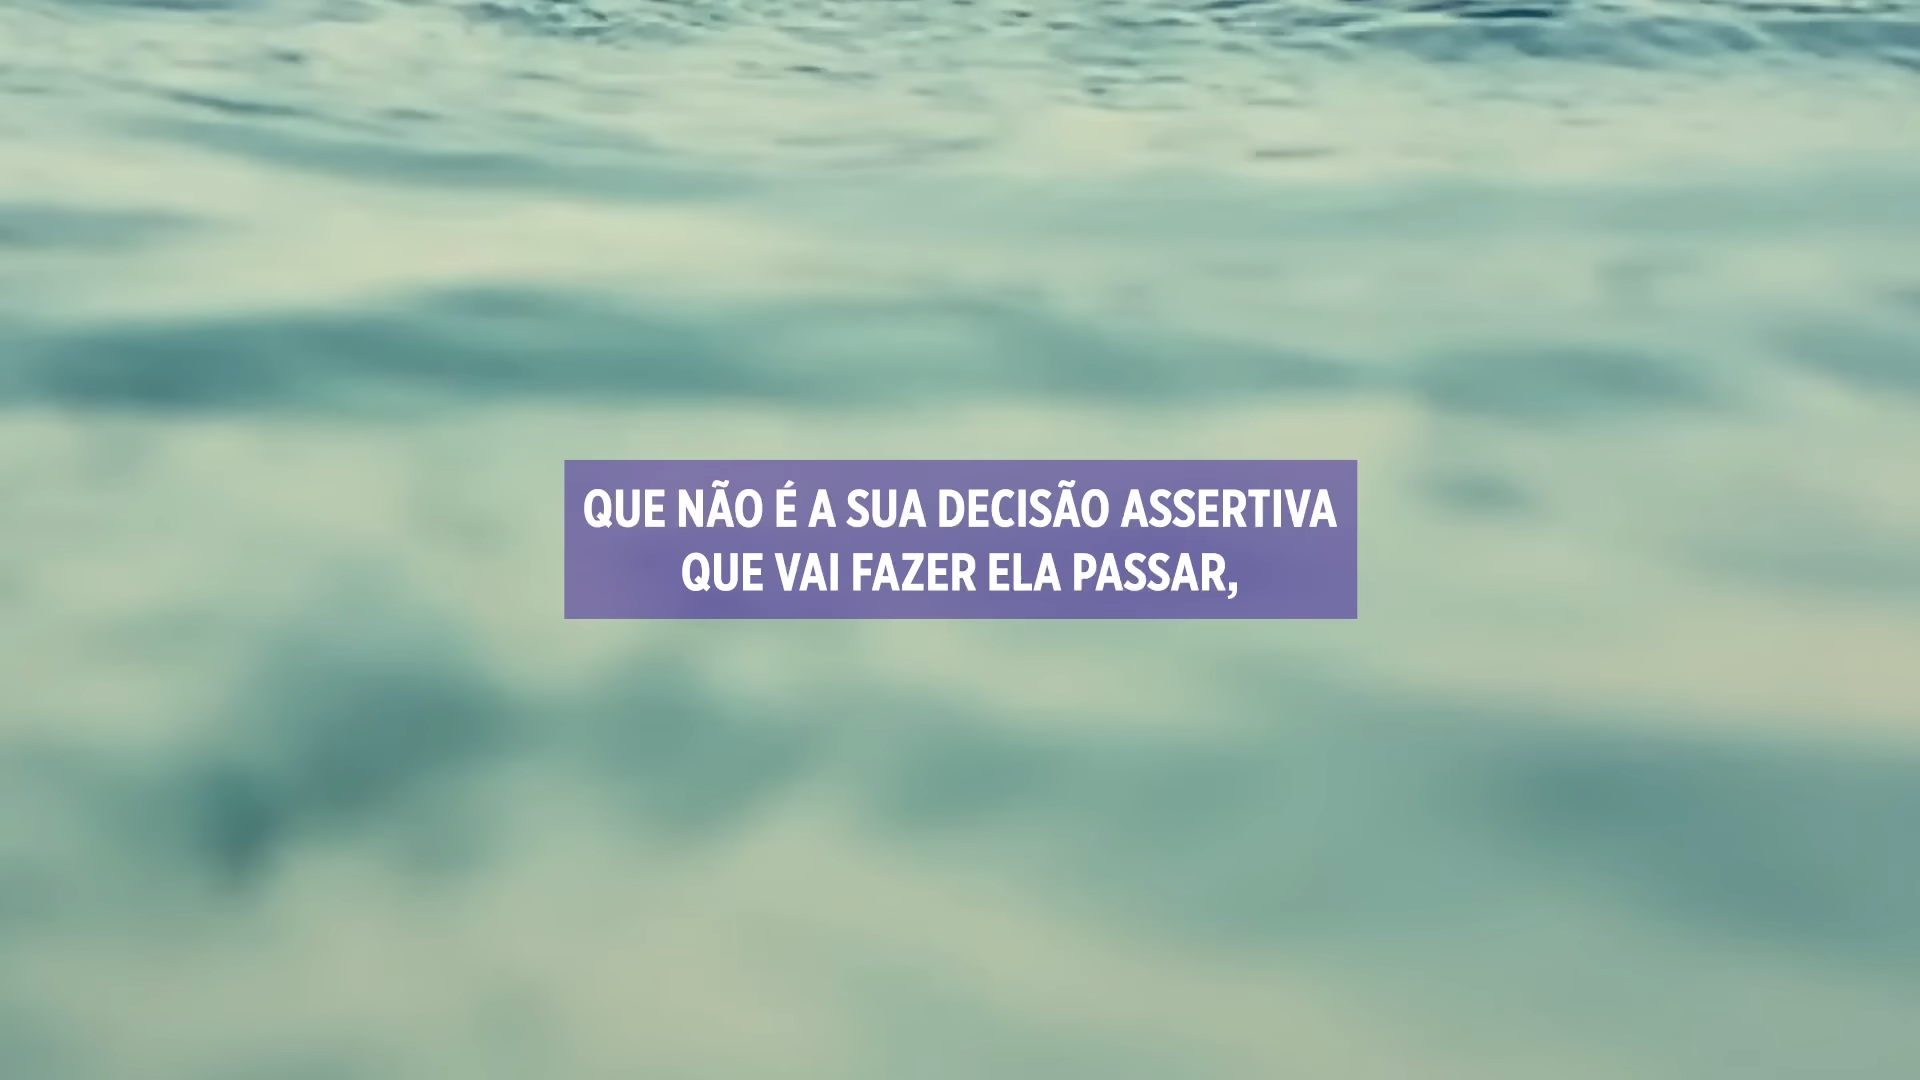 QUE NÃO É A SUA DECISÃO ASSERTIVA
QUE VAI FAZER ELA PASSAR,